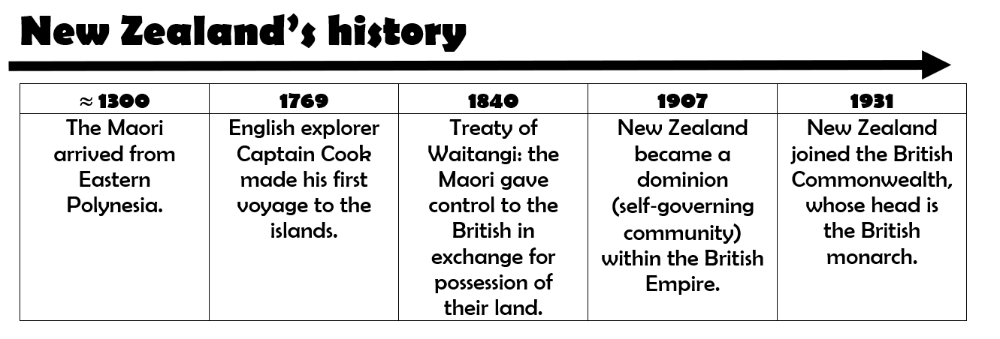 New Zealand’s history
≈ 1300
The Maori
arrived from
Eastern
Polynesia.
1769
English explorer
Captain Cook
made his first
voyage to the
islands.
1840
Treaty of
Waitangi: the
Maori gave
control to the
British in
exchange for
possession of
their land.
1907
New Zealand
became a
dominion
(self-governing
community)
within the British
Empire.
1931
New Zealand
joined the British
Commonwealth,
whose head is
the British
monarch.